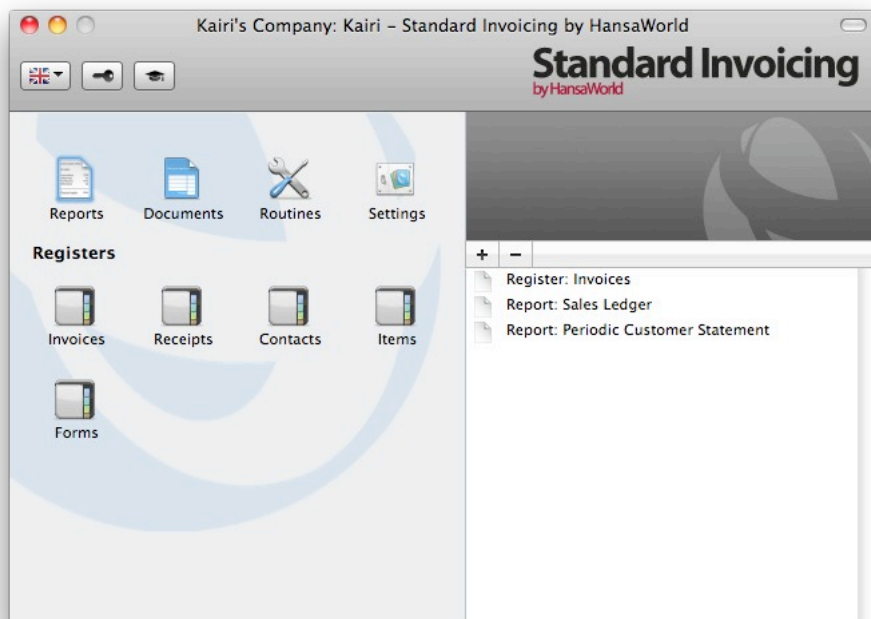 Kairi's Company: Kairi – Standard Invoicing by HansaWorld
Standard Invoicing
by HansaWorld
Reports Documents Routines Settings
Registers
Invoices Receipts Contacts Items
Forms
+ −
Register: Invoices
Report: Sales Ledger
Report: Periodic Customer Statement